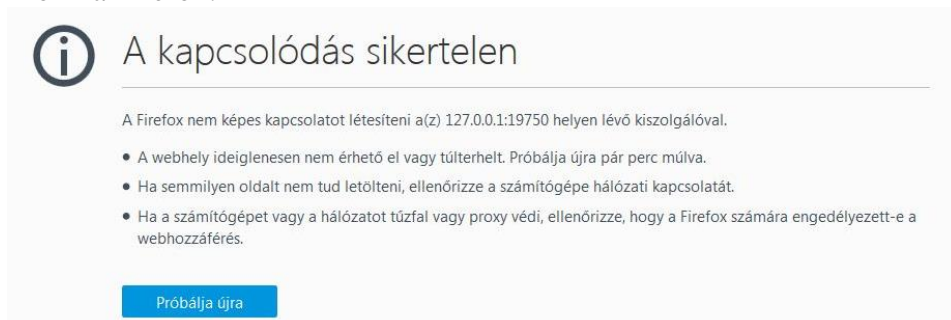 A kapcsolódás sikertelen
A Firefox nem képes kapcsolatot létesíteni a(z) 127.0.0.1:19750 helyen lévő kiszolgálóval.
• A webhely ideiglenesen nem érhető el vagy túlterhelt. Próbálja újra pár perc múlva.
• Ha semmilyen oldalt nem tud letölteni, ellenőrizze a számítógépe hálózati kapcsolatát.
• Ha a számítógépet vagy a hálózatot tűzfal vagy proxy védi, ellenőrizze, hogy a Firefox számára engedélyezett-e a
webhozzáférés.
Próbálja újra